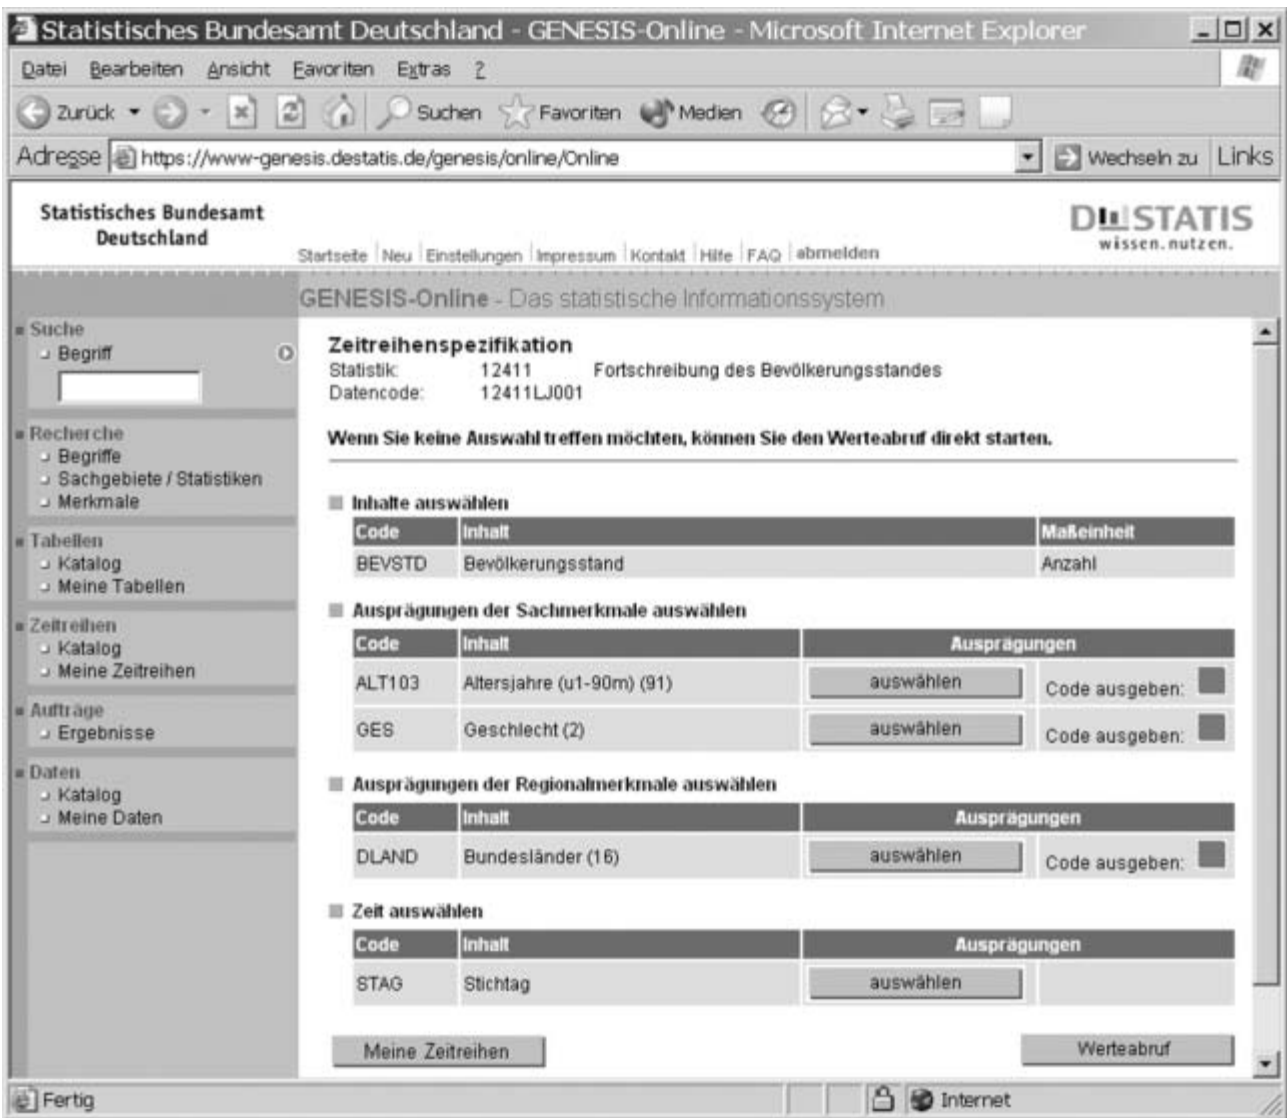 Statistisches Bundesamt Deutschland - GENESIS-Online - Microsoft Internet Explorer
Datei Bearbeiten Ansicht Favoriten Extras ?
Zurück Suchen Favoriten Medien
Adresse https://www-genesis.destatis.de/genesis/online/Online Wechseln zu Links
Statistisches Bundesamt
Deutschland
DESTATIS
wissen.nutzen.
Startseite Neu Einstellungen Impressum Kontakt Hilfe FAQ abmelden
GENESIS-Online - Das statistische Informationssystem
Suche
Begriff
Recherche
Begriffe
Sachgebiete / Statistiken
Merkmale
Tabellen
Katalog
Meine Tabellen
Zeitreihen
Katalog
Meine Zeitreihen
Aufträge
Ergebnisse
Daten
Katalog
Meine Daten
Zeitreihenspezifikation
Statistik: 12411 Fortschreibung des Bevölkerungsstandes
Datencode: 12411LJ001
Wenn Sie keine Auswahl treffen möchten, können Sie den Werteabruf direkt starten.
Inhalte auswählen
Code Inhalt Maßeinheit
BEVSTD Bevölkerungsstand Anzahl
Ausprägungen der Sachmerkmale auswählen
Code Inhalt Ausprägungen
ALT103 Altersjahre (u1-90m) (91) auswählen Code ausgeben:
GES Geschlecht (2) auswählen Code ausgeben:
Ausprägungen der Regionalmerkmale auswählen
Code Inhalt Ausprägungen
DLAND Bundesländer (16) auswählen Code ausgeben:
Zeit auswählen
Code Inhalt Ausprägungen
STAG Stichtag auswählen
Meine Zeitreihen Werteabruf
Fertig Internet